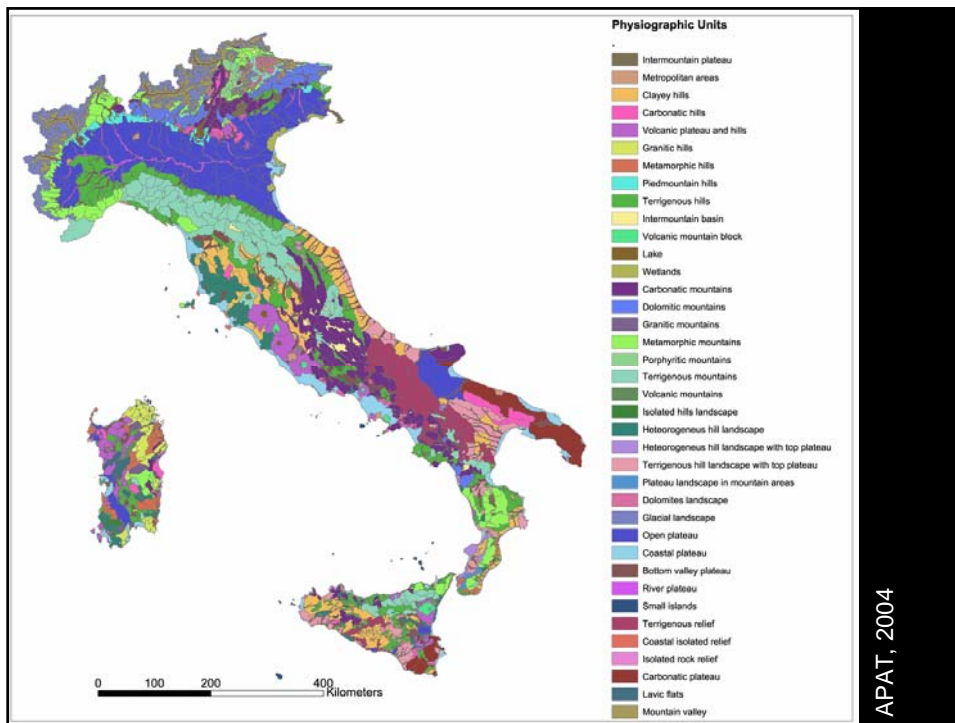 Physiographic Units
.
Intermountain plateau
Metropolitan areas
Clayey hills
Carbonatic hills
Volcanic plateau and hills
Granitic hills
Metamorphic hills
Piedmountain hills
Terrigenous hills
Intermountain basin
Volcanic mountain block
Lake
Wetlands
Carbonatic mountains
Dolomitic mountains
Granitic mountains
Metamorphic mountains
Porphyritic mountains
Terrigenous mountains
Volcanic mountains
Isolated hills landscape
Heteorogeneus hill landscape
Heteorogeneus hill landscape with top plateau
Terrigenous hill landscape with top plateau
Plateau landscape in mountain areas
Dolomites landscape
Glacial landscape
Open plateau
Coastal plateau
Bottom valley plateau
River plateau
Small islands
Terrigenous relief
Coastal isolated relief
Isolated rock relief
Carbonatic plateau
Lavic flats
Mountain valley
0 100 200 400
Kilometers
APAT, 2004